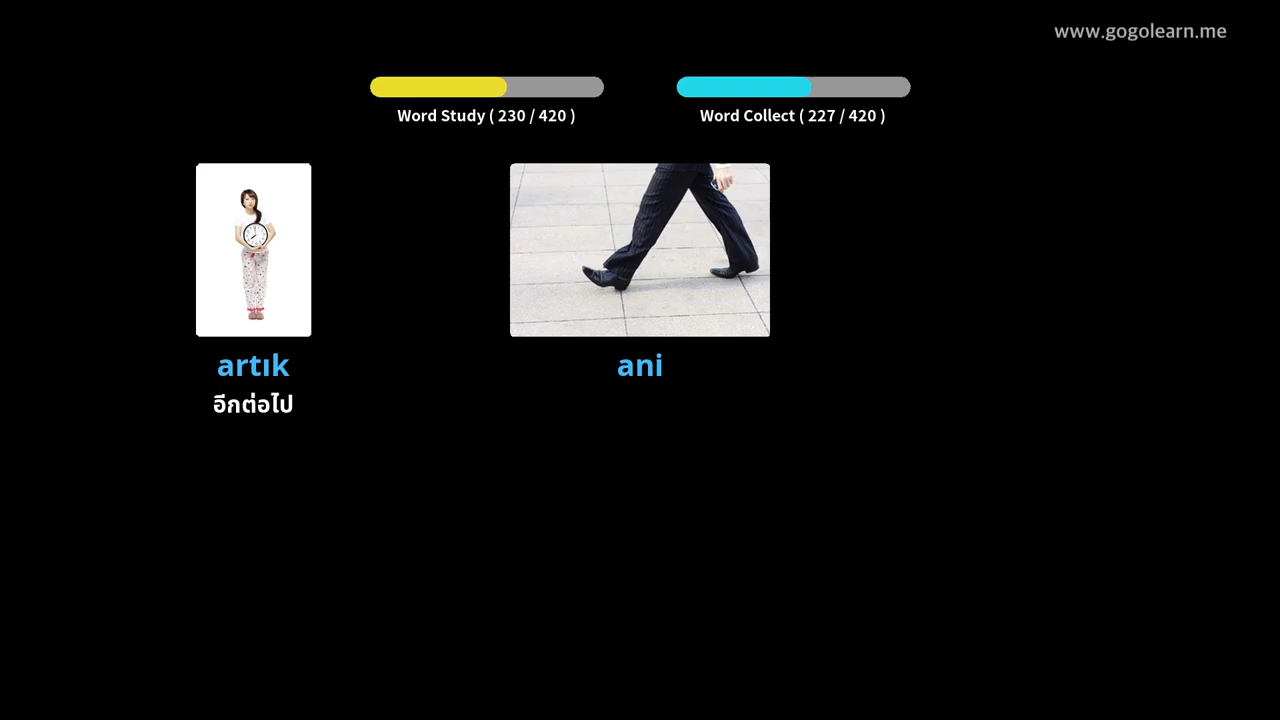 www.gogolearn.me
Word Study ( 230 / 420 )
Word Collect ( 227 / 420 )
artık
ani
อีกต่อไป